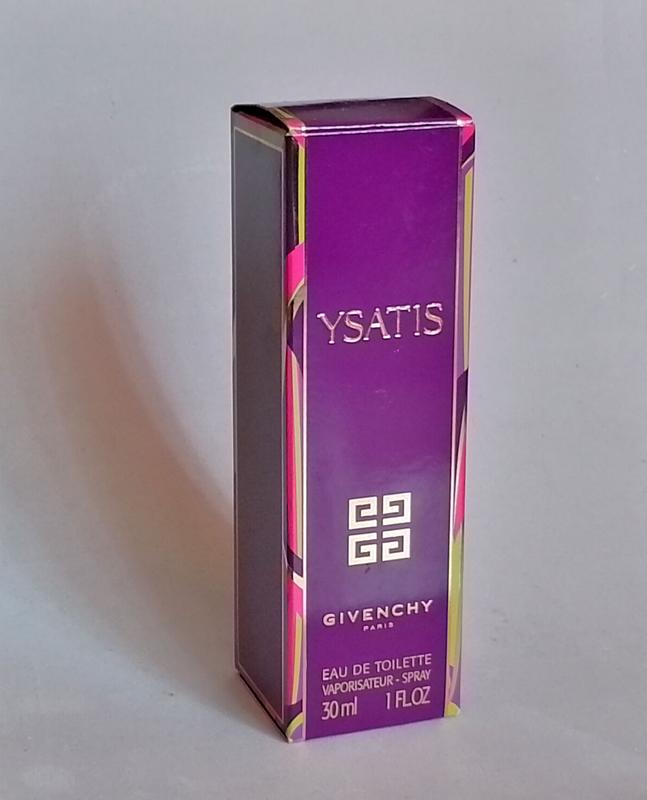 YSATIS
GIVENCHY
PARIS
EAU DE TOILETTE
VAPORISATEUR - SPRAY
30 ml 1 FL.OZ